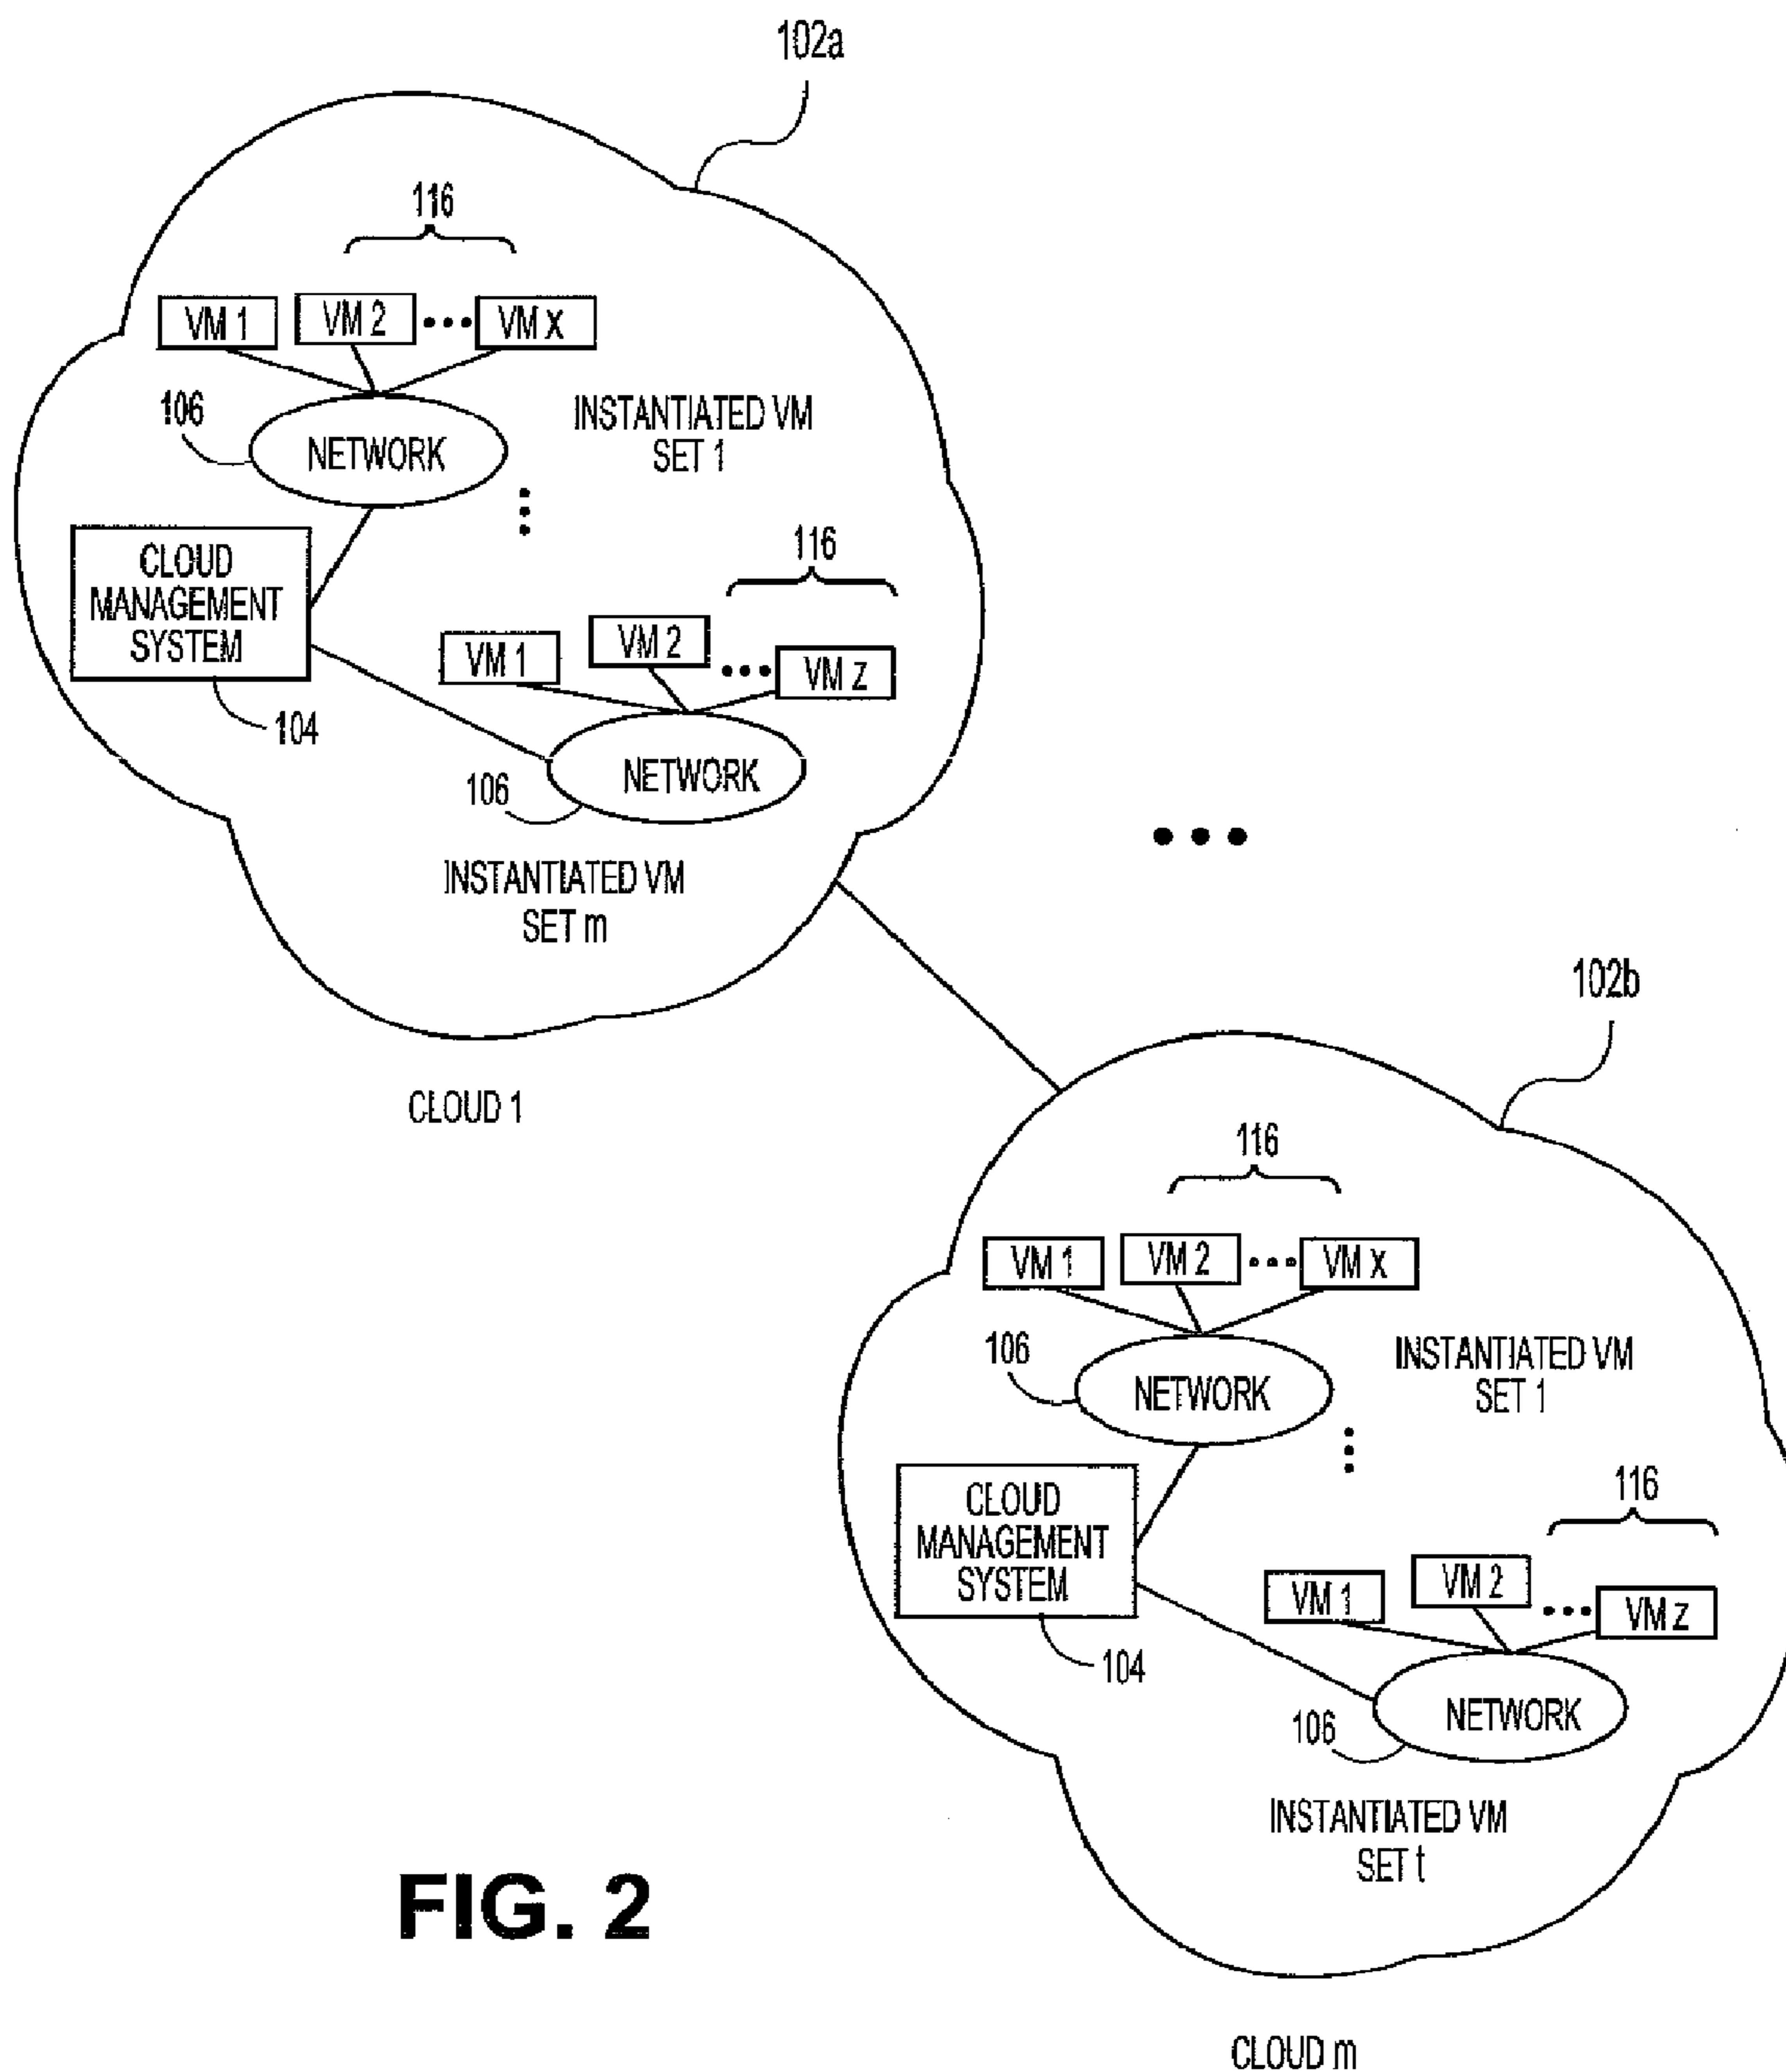 102a
116
VM 1
VM 2
VM X
106
NETWORK
INSTANTIATED VM
SET 1
CLOUD
MANAGEMENT
SYSTEM
104
116
VM 1
VM 2
VM Z
106
NETWORK
INSTANTIATED VM
SET m
CLOUD 1
102b
116
VM 1
VM 2
VM X
106
NETWORK
INSTANTIATED VM
SET 1
CLOUD
MANAGEMENT
SYSTEM
104
116
VM 1
VM 2
VM Z
106
NETWORK
INSTANTIATED VM
SET t
FIG. 2
CLOUD m